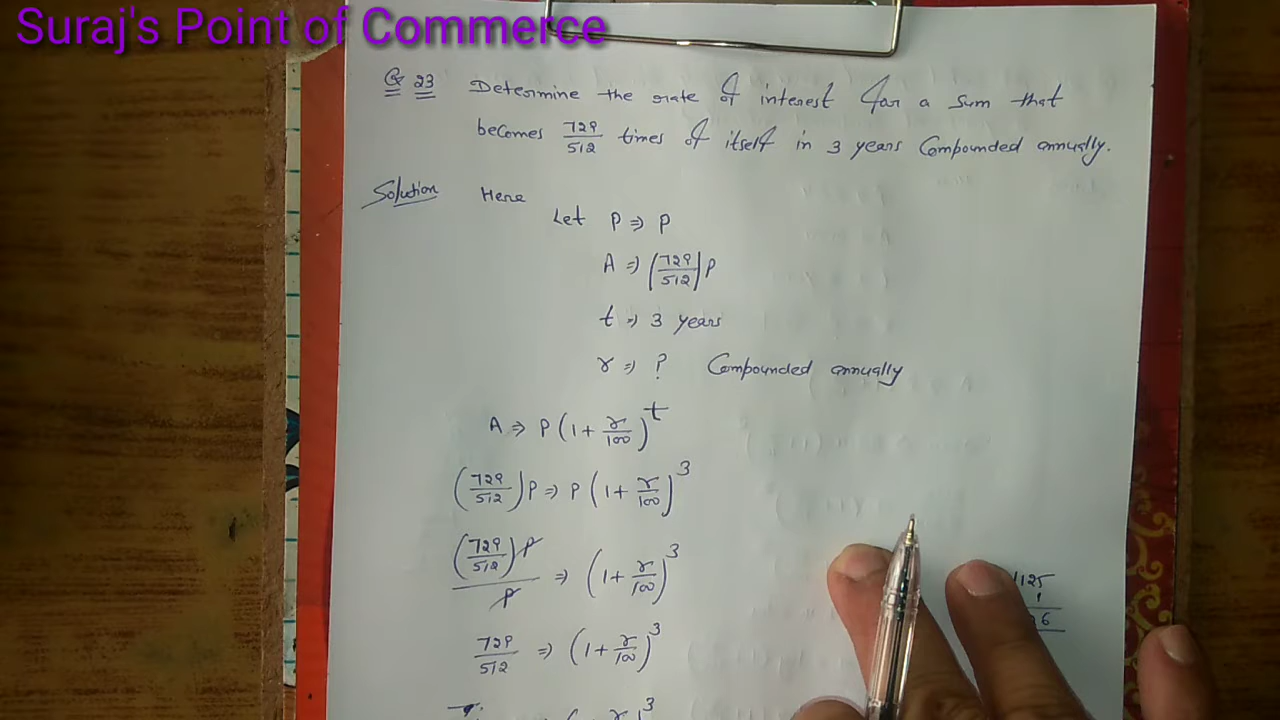 Suraj's Point of Commerce
Q 23 Determine the rate of interest for a sum that
becomes 729/512 times of itself in 3 years Compounded annually.
Solution Here
Let P ⇒ P
A ⇒ (729/512) P
t ⇒ 3 years
r ⇒ ? Compounded annually
A ⇒ P (1 + r/100)^t
(729/512) P ⇒ P (1 + r/100)^3
(729/512) P / P ⇒ (1 + r/100)^3
729/512 ⇒ (1 + r/100)^3